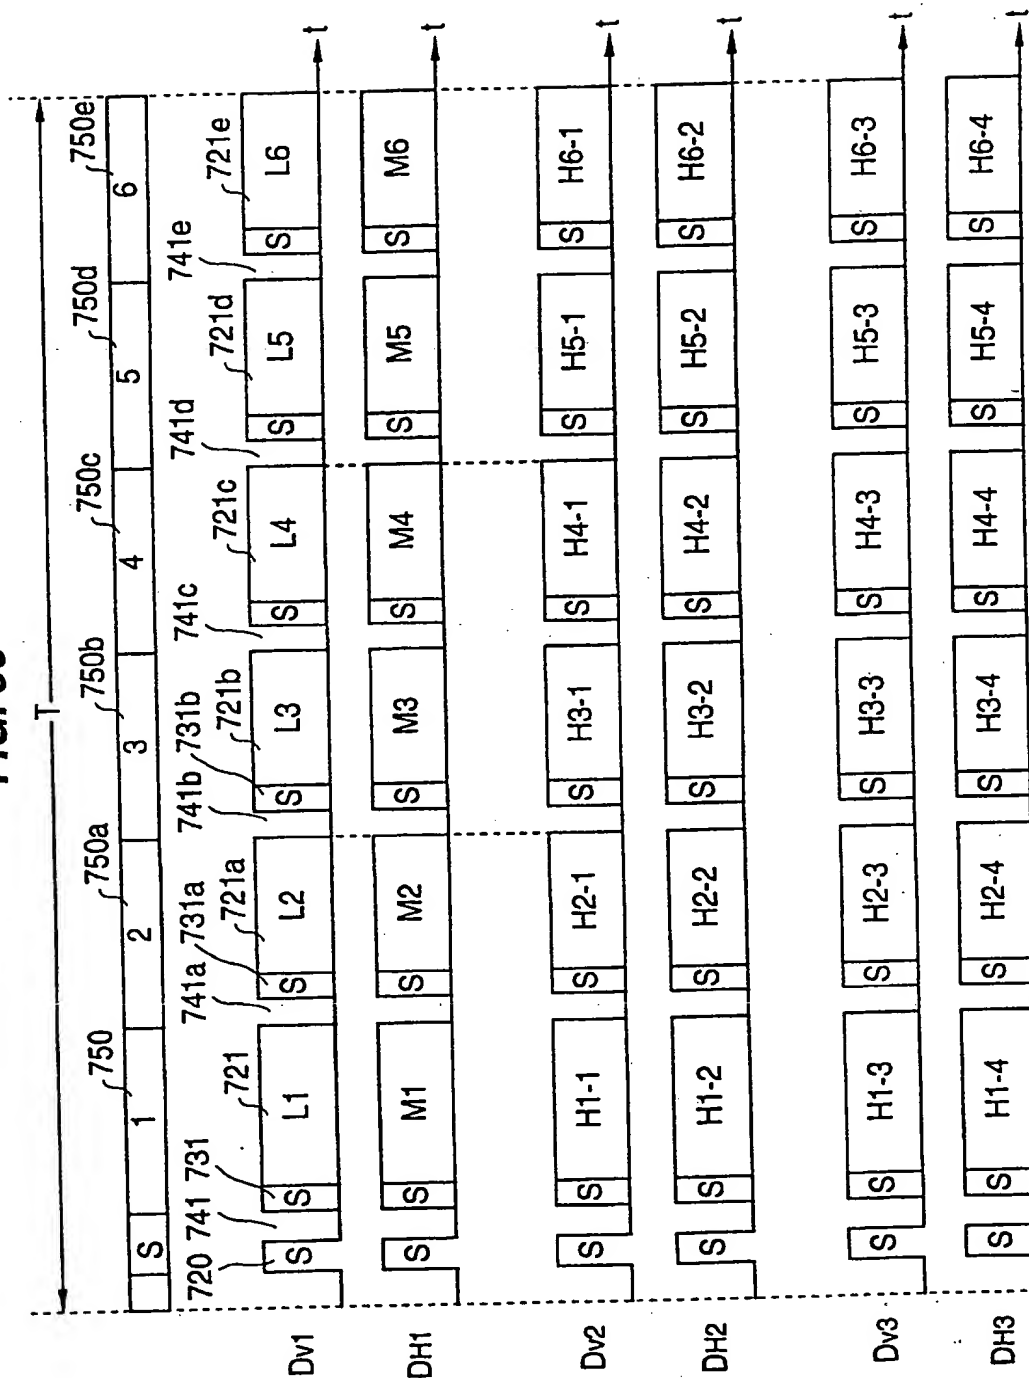 T
750 750a 750b 750c 750d 750e
S 1 2 3 4 5 6
720 741 731 721 741a 731a 721a 741b 731b 721b 741c 721c 741d 721d 741e 721e
Dv1 S S L1 S L2 S L3 S L4 S L5 S L6 t
DH1 S S M1 S M2 S M3 S M4 S M5 S M6 t
Dv2 S S H1-1 S H2-1 S H3-1 S H4-1 S H5-1 S H6-1 t
DH2 S S H1-2 S H2-2 S H3-2 S H4-2 S H5-2 S H6-2 t
Dv3 S S H1-3 S H2-3 S H3-3 S H4-3 S H5-3 S H6-3 t
DH3 S S H1-4 S H2-4 S H3-4 S H4-4 S H5-4 S H6-4 t